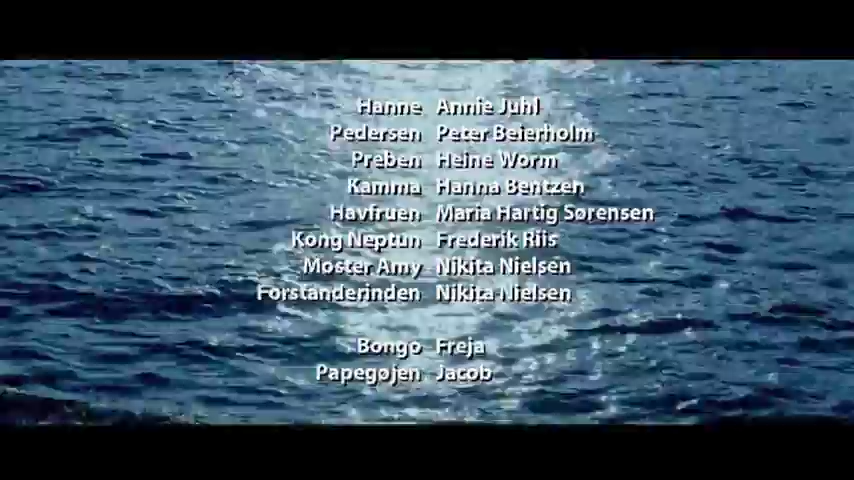 Hanne Annie Juhl
Pedersen Peter Beierholm
Preben Heine Worm
Kamma Hanna Bentzen
Havfruen Maria Hartig Sørensen
Kong Neptun Frederik Riis
Moster Amy Nikita Nielsen
Forstanderinden Nikita Nielsen
Bongo Freja
Papegøjen Jacob